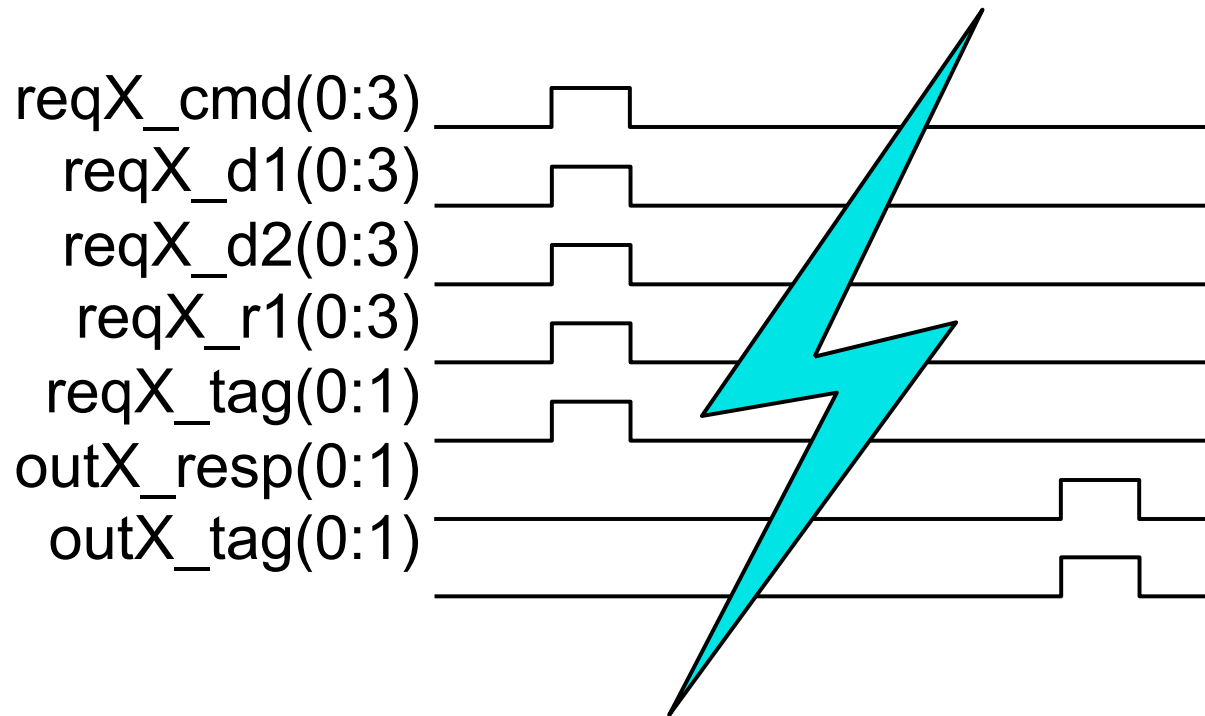 reqX_cmd(0:3)
reqX_d1(0:3)
reqX_d2(0:3)
reqX_r1(0:3)
reqX_tag(0:1)
outX_resp(0:1)
outX_tag(0:1)